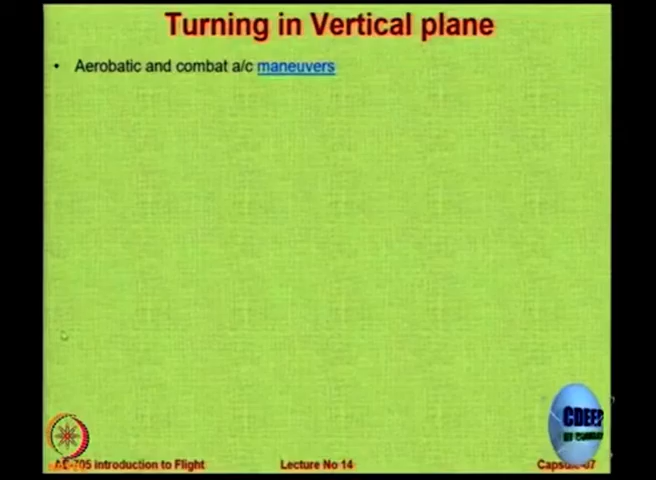 Turning in Vertical plane
• Aerobatic and combat a/c maneuvers
CDEEP
AE-705 introduction to Flight
Lecture No 14
Capsule-07